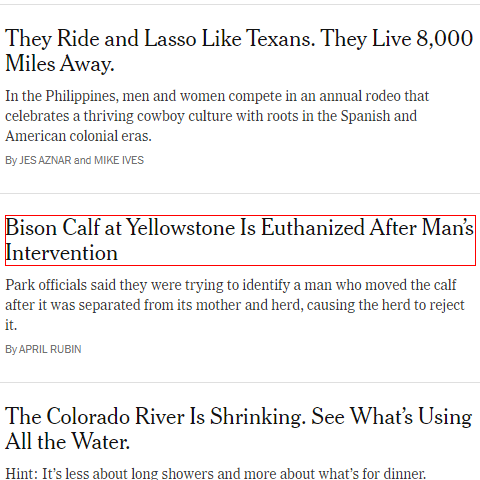 They Ride and Lasso Like Texans. They Live 8,000
Miles Away.
In the Philippines, men and women compete in an annual rodeo that
celebrates a thriving cowboy culture with roots in the Spanish and
American colonial eras.
By JES AZNAR and MIKE IVES
Bison Calf at Yellowstone Is Euthanized After Man’s
Intervention
Park officials said they were trying to identify a man who moved the calf
after it was separated from its mother and herd, causing the herd to reject
it.
By APRIL RUBIN
The Colorado River Is Shrinking. See What’s Using
All the Water.
Hint: It’s less about long showers and more about what’s for dinner.